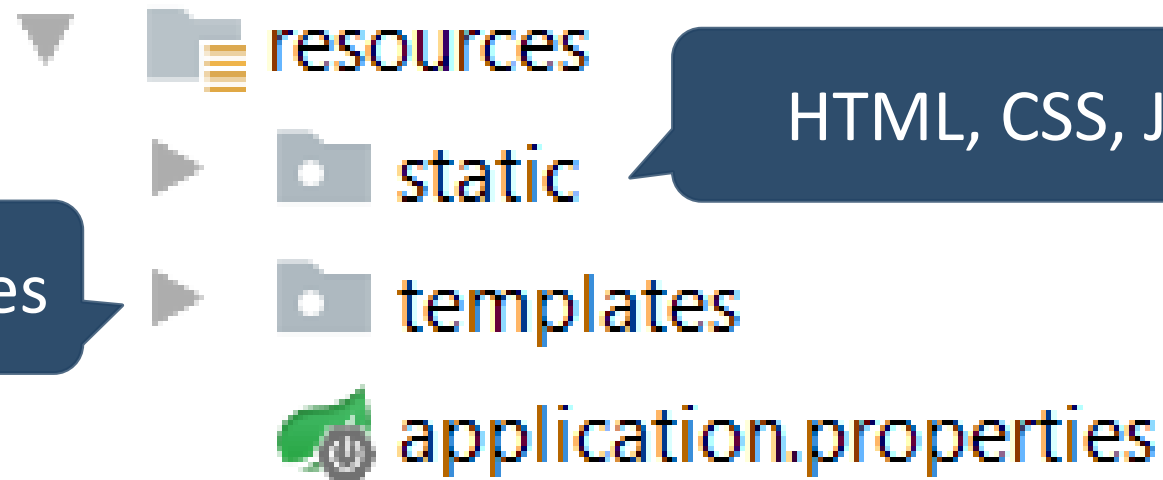 resources
HTML, CSS, J
static
es
templates
application.properties